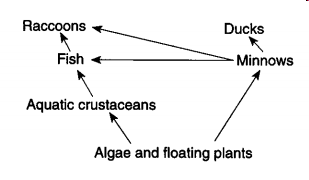 Raccoons
Ducks
Fish
Minnows
Aquatic crustaceans
Algae and floating plants